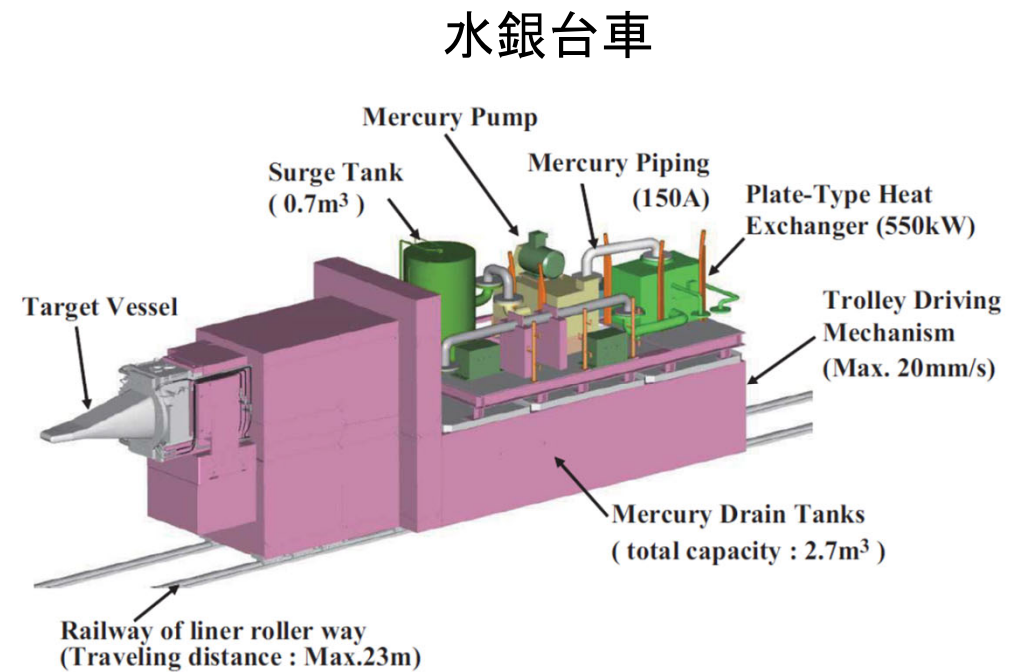 水銀台車
Mercury Pump
Surge Tank
( 0.7m³ )
Mercury Piping
(150A)
Plate-Type Heat
Exchanger (550kW)
Target Vessel
Trolley Driving
Mechanism
(Max. 20mm/s)
Mercury Drain Tanks
( total capacity : 2.7m³ )
Railway of liner roller way
(Traveling distance : Max.23m)